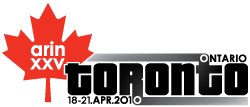 arin
XXV
ONTARIO
TORONTO
18-21.APR.2010